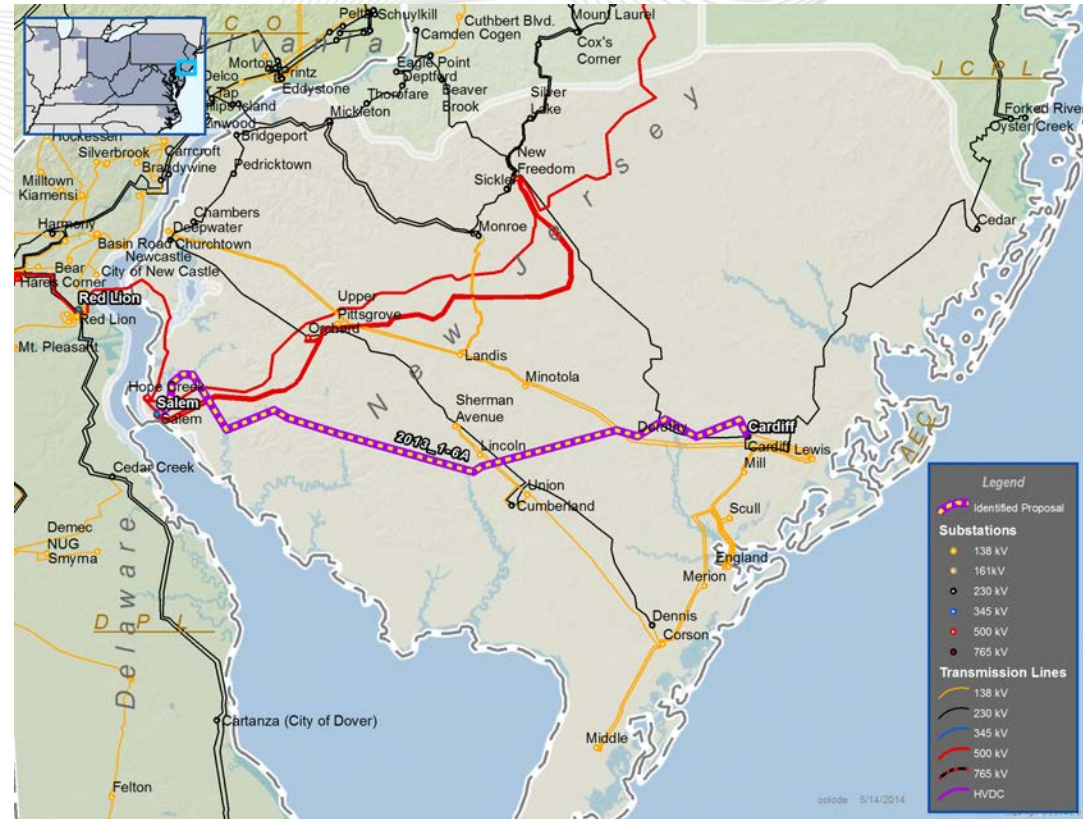 C O
Pelt
Schuylkill
Cuthbert Blvd.
Mount Laurel
Camden Cogen
Cox's
Corner
v a n i a
Morton
Printz
Eagle Point
Deptford
J C P L
Delco
Tap
Eddystone
Thorofare
Beaver
Brook
Silver
Lake
Mickleton
Forked River
Oyster Creek
Bridgeport
Hockessen
Silverbrook
Carrcroft
Brandywine
Pedricktown
New
Freedom
Milltown
Kiamensi
Sickle
Chambers
Harmony
Deepwater
Monroe
Cedar
Basin Road
Churchtown
Newcastle
Bear
City of New Castle
Hares Corner
Red Lion
Red Lion
Upper
Pittsgrove
Orchard
Mt. Pleasant
Landis
Minotola
N e w J e r s e y
Hope Creek
Salem
Salem
Sherman
Avenue
Dorothy
Cardiff
Cardiff
Lewis
2013_1-6A
Lincoln
Mill
AEC
Cedar Creek
Union
Cumberland
Scull
Demec
NUG
Smyrna
England
Merion
D P L
Delaware
Dennis
Corson
Cartanza (City of Dover)
Middle
Felton
Legend
Identified Proposal
Substations
138 kV
161kV
230 kV
345 kV
500 kV
765 kV
Transmission Lines
138 kV
230 kV
345 kV
500 kV
765 kV
HVDC
5/14/2014